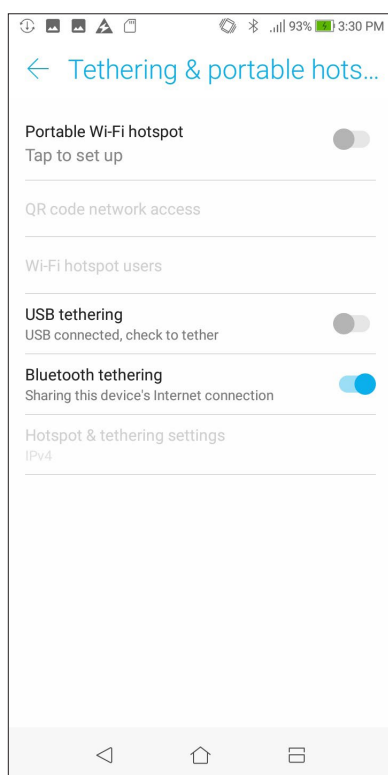 93% 3:30 PM
Tethering & portable hots...
Portable Wi-Fi hotspot
Tap to set up
QR code network access
Wi-Fi hotspot users
USB tethering
USB connected, check to tether
Bluetooth tethering
Sharing this device's Internet connection
Hotspot & tethering settings
IPv4